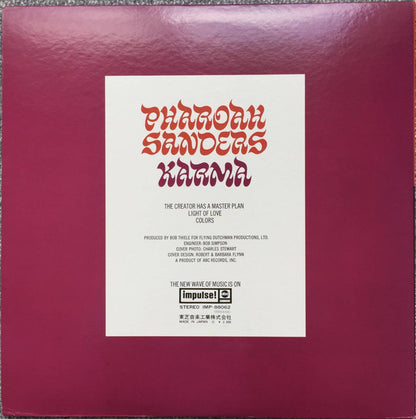 PHAROAH
SANDERS
KARMA
THE CREATOR HAS A MASTER PLAN
LIGHT OF LOVE
COLORS
PRODUCED BY BOB THIELE FOR FLYING DUTCHMAN PRODUCTIONS, LTD.
ENGINEER: BOB SIMPSON
COVER PHOTO: CHARLES STEWART
COVER DESIGN: ROBERT & BARBARA FLYNN
A PRODUCT OF ABC RECORDS, INC.
THE NEW WAVE OF MUSIC IS ON
impulse! abc
STEREO IMP-88062
東芝音楽工業株式会社
MADE IN JAPAN